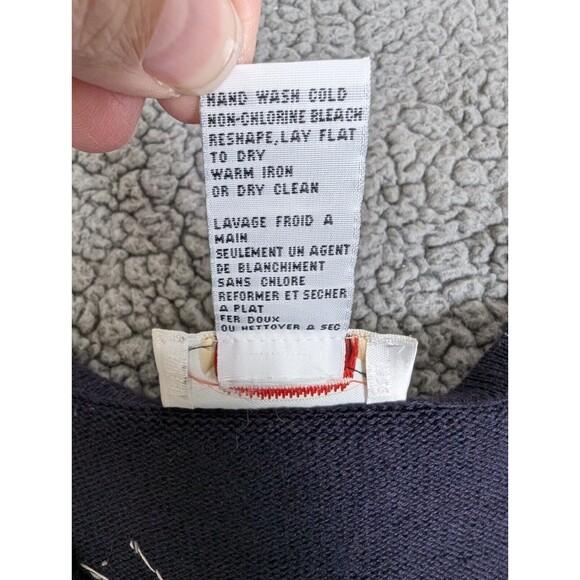 HAND WASH COLD
NON-CHLORINE BLEACH
RESHAPE, LAY FLAT
TO DRY
WARM IRON
OR DRY CLEAN
LAVAGE FROID A
MAIN
SEULEMENT UN AGENT
DE BLANCHIMENT
SANS CHLORE
REFORMER ET SECHER
A PLAT
FER DOUX
OU NETTOYER A SEC